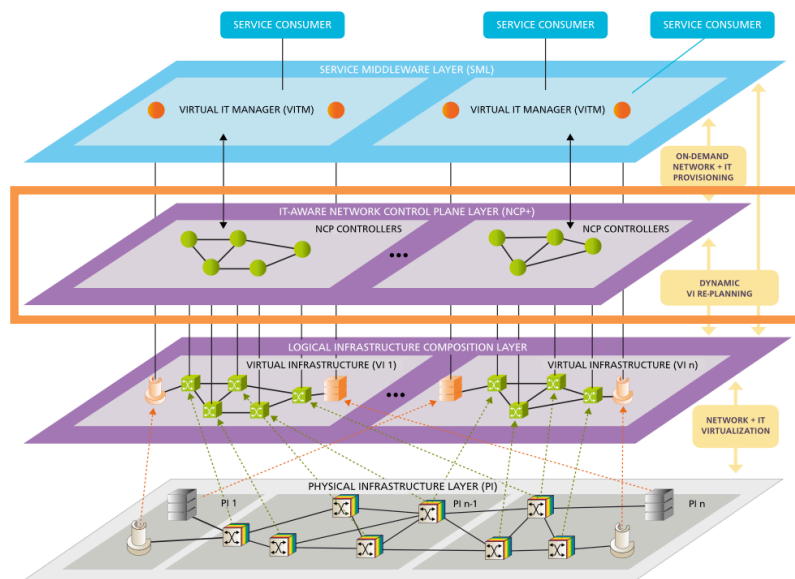 SERVICE CONSUMER
SERVICE CONSUMER
SERVICE CONSUMER
SERVICE MIDDLEWARE LAYER (SML)
VIRTUAL IT MANAGER (VITM)
VIRTUAL IT MANAGER (VITM)
ON-DEMAND
NETWORK + IT
PROVISIONING
IT-AWARE NETWORK CONTROL PLANE LAYER (NCP+)
NCP CONTROLLERS
NCP CONTROLLERS
DYNAMIC
VI RE-PLANNING
LOGICAL INFRASTRUCTURE COMPOSITION LAYER
VIRTUAL INFRASTRUCTURE (VI 1)
VIRTUAL INFRASTRUCTURE (VI n)
NETWORK + IT
VIRTUALIZATION
PHYSICAL INFRASTRUCTURE LAYER (PI)
PI 1
PI n-1
PI n